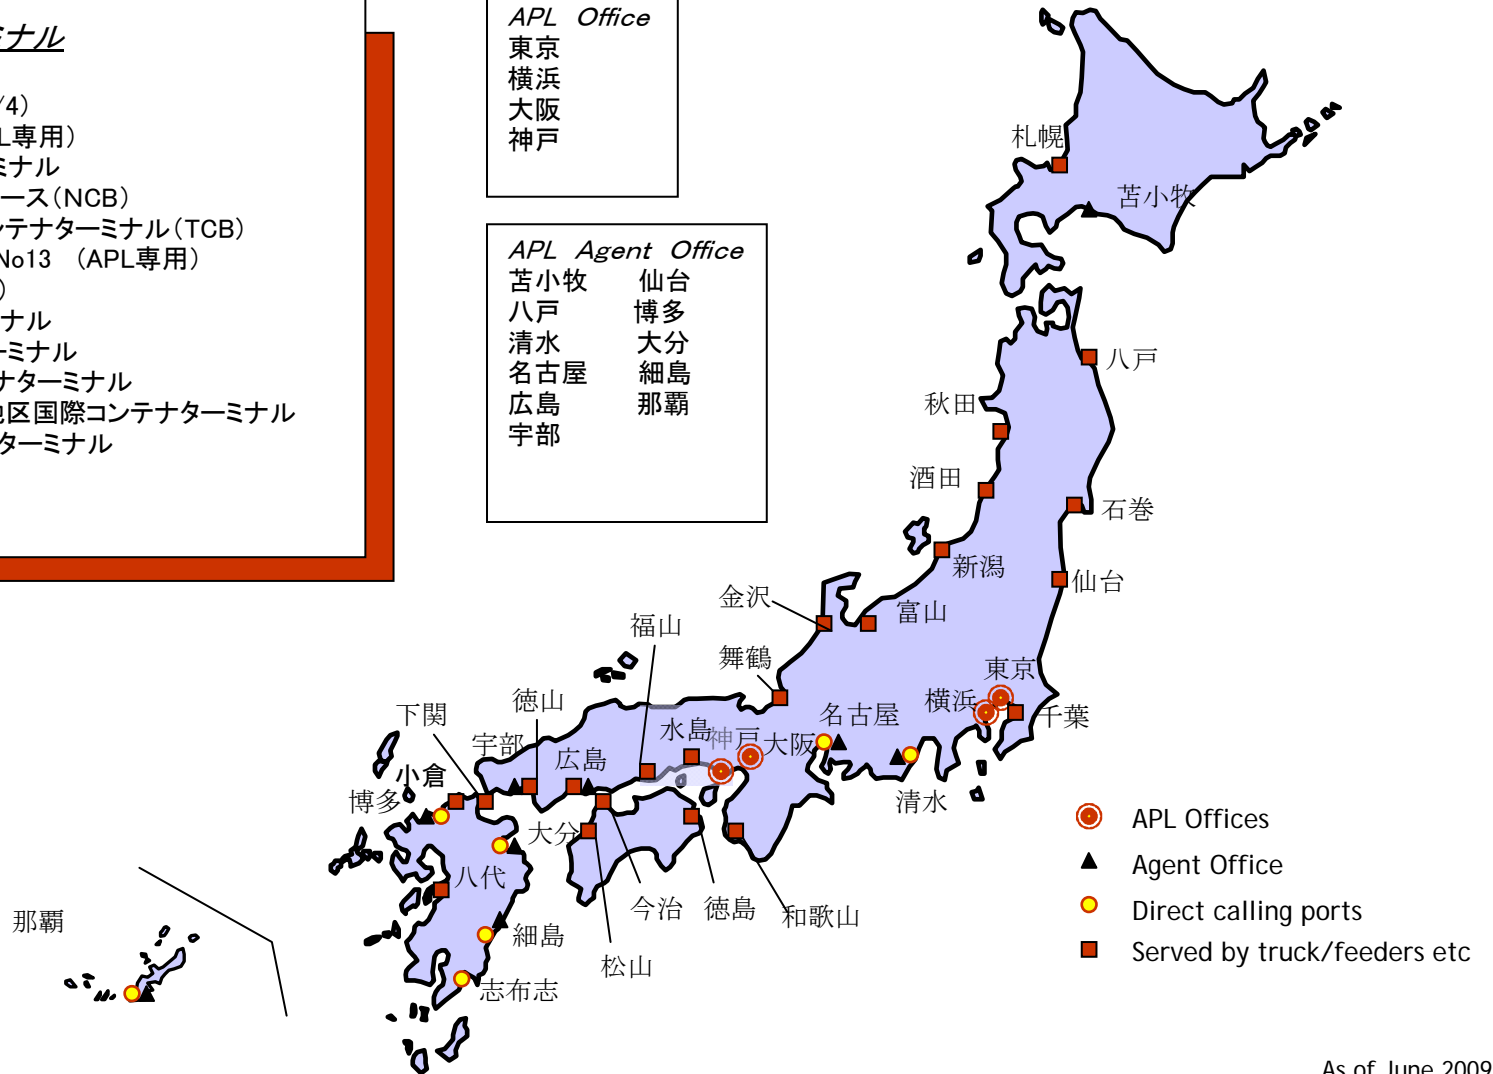 ミナル
/4）
L専用）
ミナル
ース（NCB）
ンテナターミナル（TCB）
No13　（APL専用）
）
ナル
ーミナル
ナターミナル
地区国際コンテナターミナル
ターミナル
APL Office
東京
横浜
大阪
神戸
APL Agent Office
苫小牧 仙台
八戸 博多
清水 大分
名古屋 細島
広島 那覇
宇部
札幌
苫小牧
八戸
秋田
酒田
石巻
新潟
仙台
金沢
富山
福山
舞鶴
東京
横浜
千葉
徳山
下関
名古屋
水島
神戸
大阪
宇部
広島
小倉
博多
清水
大分
八代
今治
徳島
和歌山
那覇
細島
松山
志布志
APL Offices
Agent Office
Direct calling ports
Served by truck/feeders etc
As of June 2009